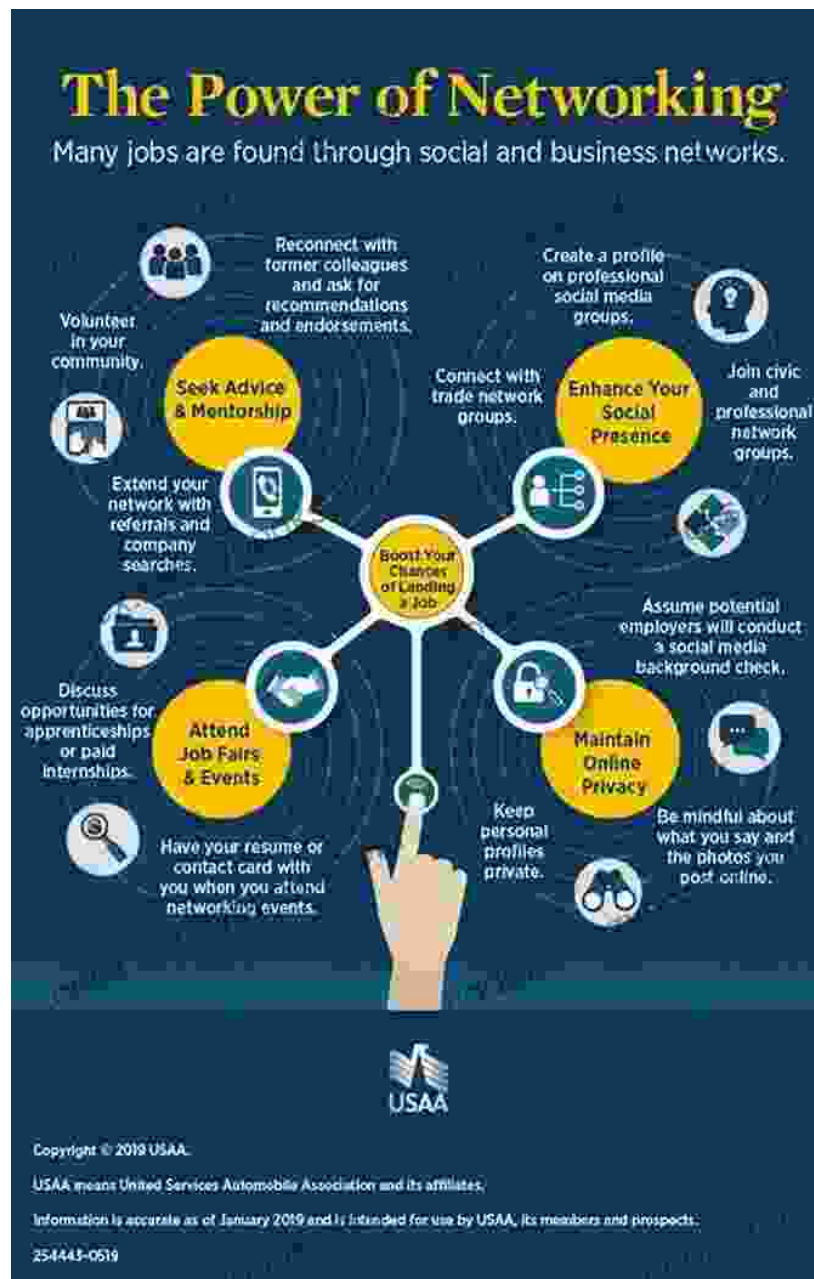 The Power of Networking
Many jobs are found through social and business networks.
Reconnect with
former colleagues
and ask for
recommendations
and endorsements.
Volunteer
in your
community.
Seek Advice
& Mentorship
Extend your
network with
referrals and
company
searches.
Create a profile
on professional
social media
groups.
Connect with
trade network
groups.
Enhance Your
Social
Presence
Join civic
and
professional
network
groups.
Boost Your
Chances
of Landing
a Job
Discuss
opportunities for
apprenticeships
or paid
internships.
Attend
Job Fairs
& Events
Have your resume or
contact card with
you when you attend
networking events.
Assume potential
employers will conduct
a social media
background check.
Maintain
Online
Privacy
Keep
personal
profiles
private.
Be mindful about
what you say and
the photos you
post online.
USAA
Copyright © 2019 USAA.
USAA means United Services Automobile Association and its affiliates.
Information is accurate as of January 2019 and is intended for use by USAA, its members and prospects.
254443-0519